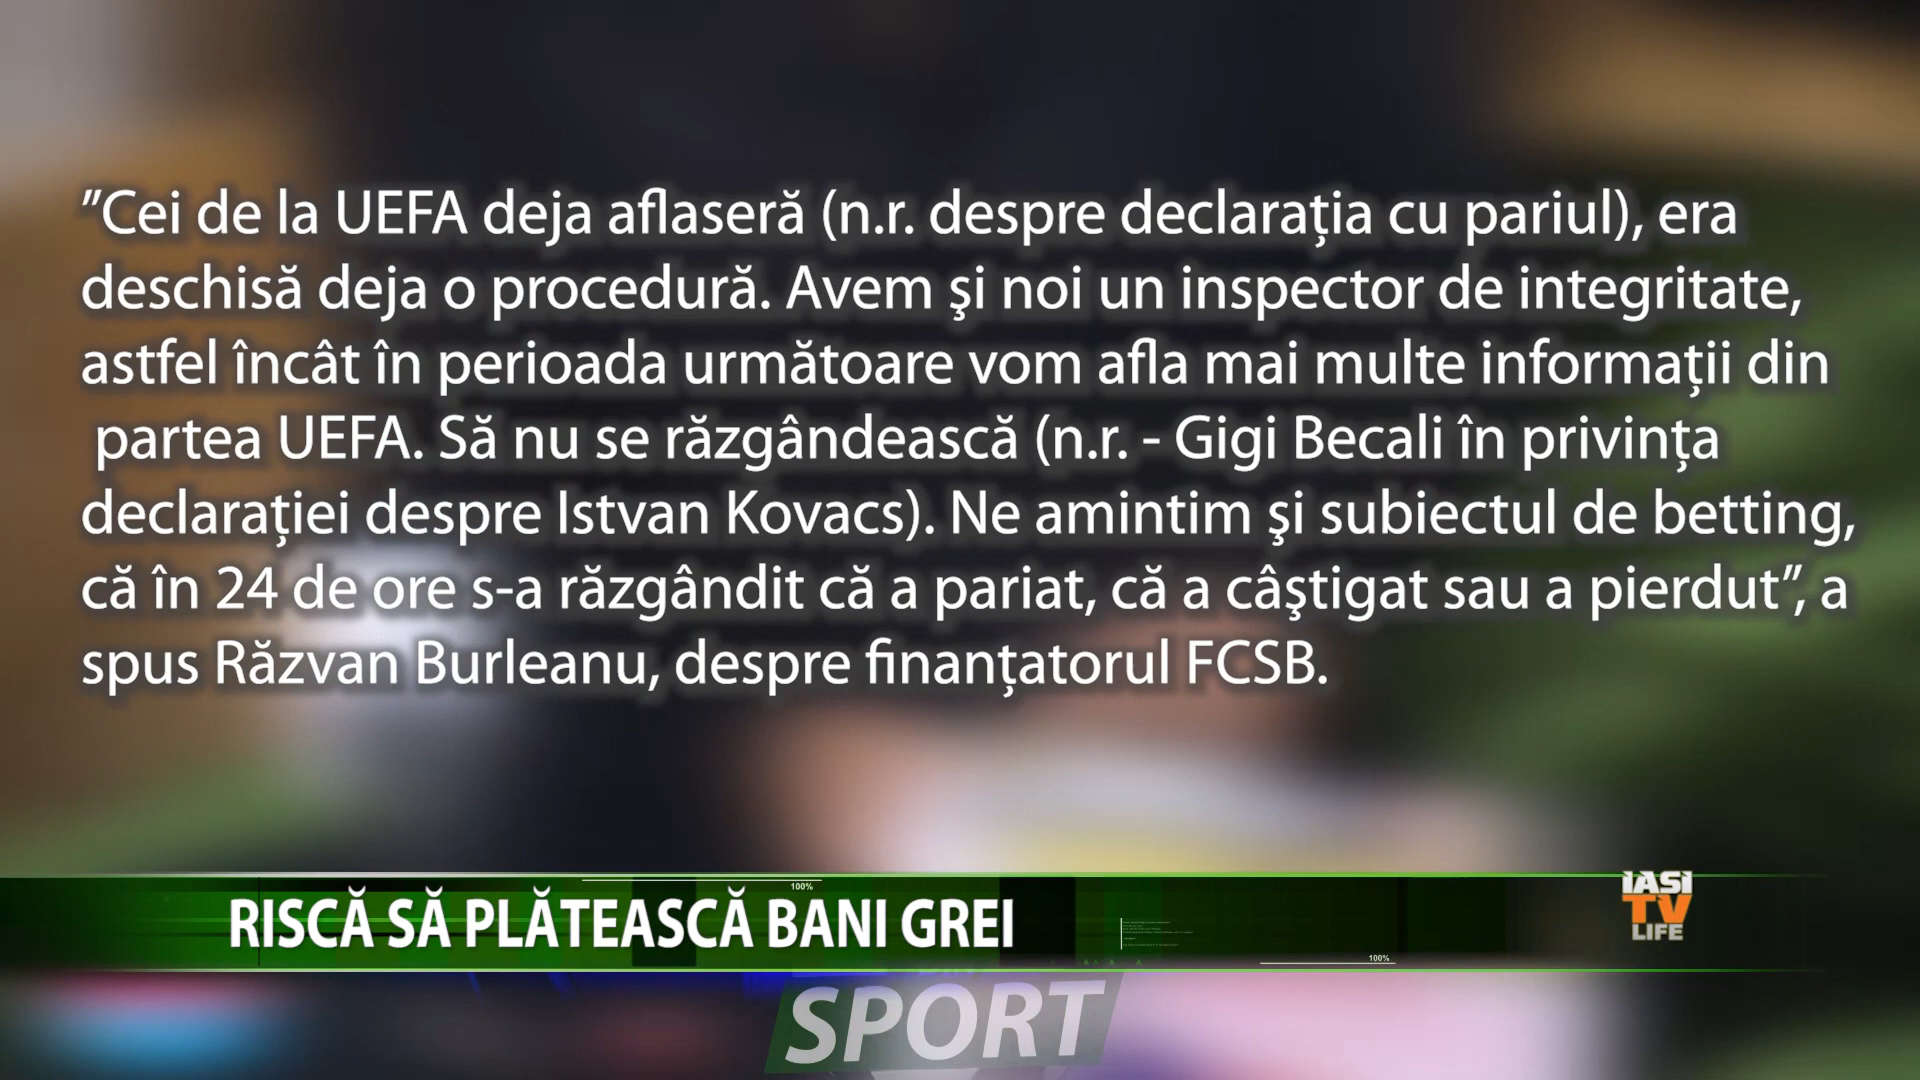 ”Cei de la UEFA deja aflaseră (n.r. despre declarația cu pariul), era
deschisă deja o procedură. Avem şi noi un inspector de integritate,
astfel încât în perioada următoare vom afla mai multe informații din
partea UEFA. Să nu se răzgândească (n.r. - Gigi Becali în privința
declarației despre Istvan Kovacs). Ne amintim şi subiectul de betting,
că în 24 de ore s-a răzgândit că a pariat, că a câştigat sau a pierdut”, a
spus Răzvan Burleanu, despre finanțatorul FCSB.
100%
RISCĂ SĂ PLĂTEASCĂ BANI GREI
IASI
TV
LIFE
100%
SPORT